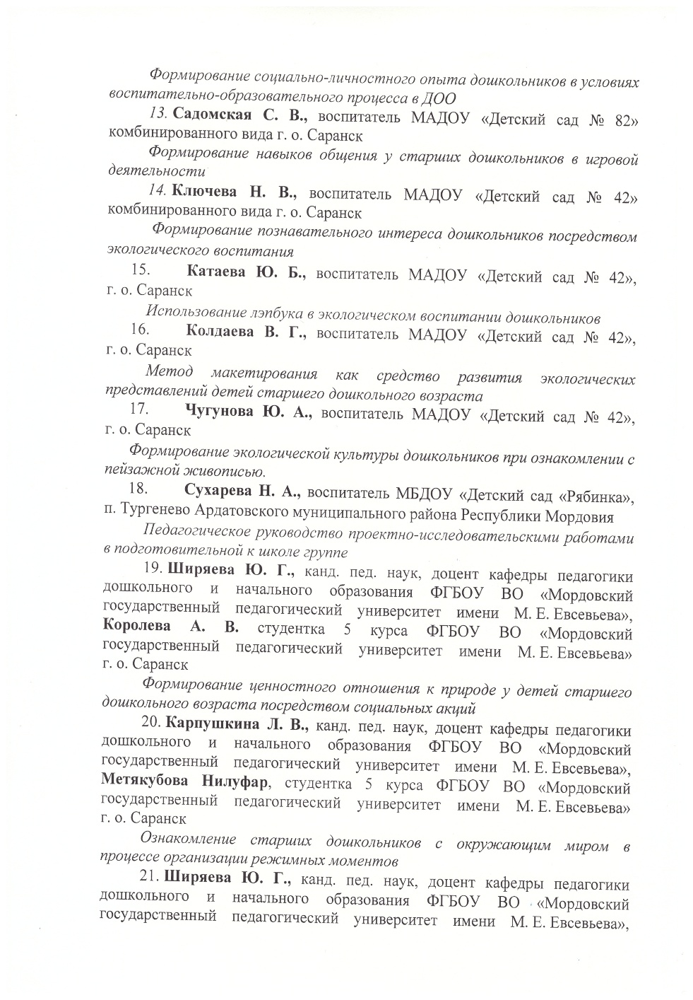 Формирование социально-личностного опыта дошкольников в условиях
воспитательно-образовательного процесса в ДОО
13. Садомская С. В., воспитатель МАДОУ «Детский сад № 82»
комбинированного вида г. о. Саранск
Формирование навыков общения у старших дошкольников в игровой
деятельности
14. Ключева Н. В., воспитатель МАДОУ «Детский сад № 42»
комбинированного вида г. о. Саранск
Формирование познавательного интереса дошкольников посредством
экологического воспитания
15. Катаева Ю. Б., воспитатель МАДОУ «Детский сад № 42»,
г. о. Саранск
Использование лэпбука в экологическом воспитании дошкольников
16. Колдаева В. Г., воспитатель МАДОУ «Детский сад № 42»,
г. о. Саранск
Метод макетирования как средство развития экологических
представлений детей старшего дошкольного возраста
17. Чугунова Ю. А., воспитатель МАДОУ «Детский сад № 42»,
г. о. Саранск
Формирование экологической культуры дошкольников при ознакомлении с
пейзажной живописью.
18. Сухарева Н. А., воспитатель МБДОУ «Детский сад «Рябинка»,
п. Тургенево Ардатовского муниципального района Республики Мордовия
Педагогическое руководство проектно-исследовательскими работами
в подготовительной к школе группе
19. Ширяева Ю. Г., канд. пед. наук, доцент кафедры педагогики
дошкольного и начального образования ФГБОУ ВО «Мордовский
государственный педагогический университет имени М. Е. Евсевьева»,
Королева А. В. студентка 5 курса ФГБОУ ВО «Мордовский
государственный педагогический университет имени М. Е. Евсевьева»
г. о. Саранск
Формирование ценностного отношения к природе у детей старшего
дошкольного возраста посредством социальных акций
20. Карпушкина Л. В., канд. пед. наук, доцент кафедры педагогики
дошкольного и начального образования ФГБОУ ВО «Мордовский
государственный педагогический университет имени М. Е. Евсевьева»,
Метякубова Нилуфар, студентка 5 курса ФГБОУ ВО «Мордовский
государственный педагогический университет имени М. Е. Евсевьева»
г. о. Саранск
Ознакомление старших дошкольников с окружающим миром в
процессе организации режимных моментов
21. Ширяева Ю. Г., канд. пед. наук, доцент кафедры педагогики
дошкольного и начального образования ФГБОУ ВО «Мордовский
государственный педагогический университет имени М. Е. Евсевьева»,